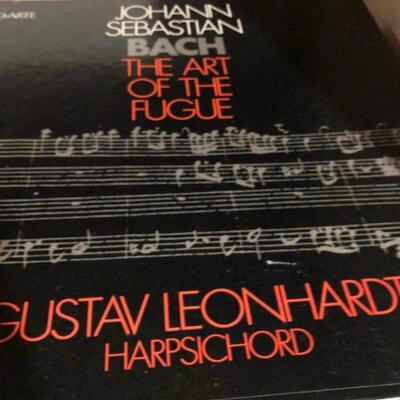 JOHANN
SEBASTIAN
BACH
THE ART
OF THE
FUGUE
GUSTAV LEONHARDT
HARPSICHORD